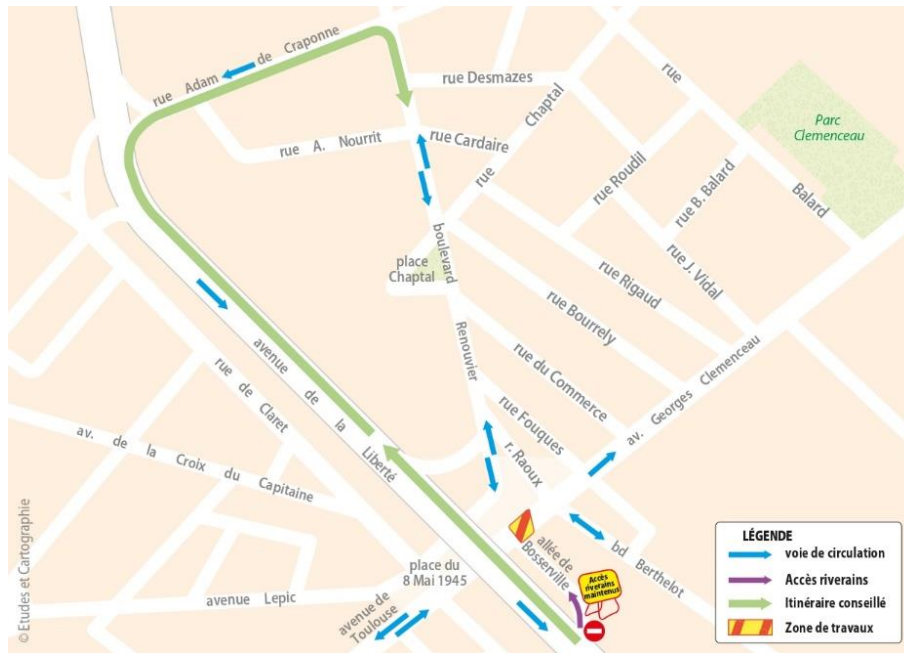 rue Adam de Craponne
rue Desmazes
rue
Parc
Clemenceau
rue A. Nourrit
rue Cardaire
rue Chaptal
rue Roudil
rue B. Balard
Balard
place
Chaptal
boulevard
Renouvier
rue J. Vidal
rue Rigaud
rue Bourrely
rue du Commerce
av. Georges Clemenceau
avenue de la Liberté
rue de Claret
av. de la Croix du Capitaine
rue Fouques
r. Raoux
allée de
Bosserville
bd Berthelot
place du
8 Mai 1945
avenue Lepic
avenue de
Toulouse
Accès
riverains
maintenus
LÉGENDE
voie de circulation
Accès riverains
Itinéraire conseillé
Zone de travaux
© Etudes et Cartographie